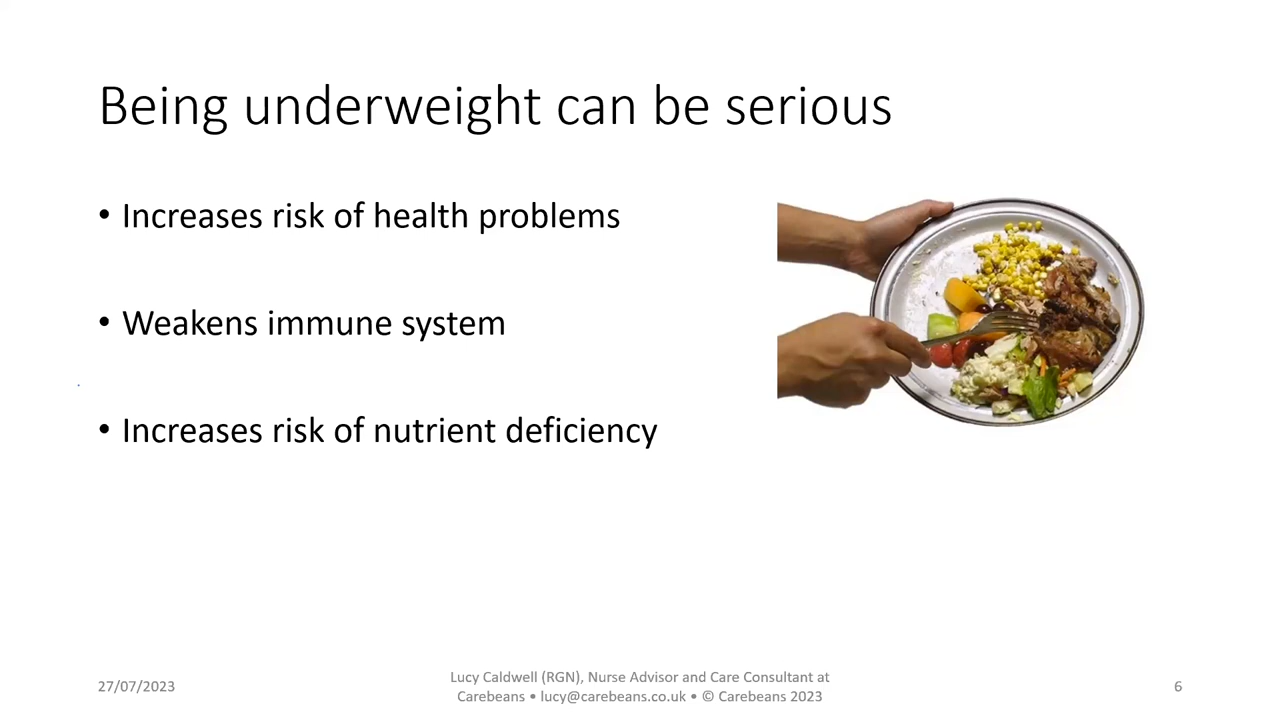 Being underweight can be serious
• Increases risk of health problems
• Weakens immune system
• Increases risk of nutrient deficiency
27/07/2023
Lucy Caldwell (RGN), Nurse Advisor and Care Consultant at
Carebeans • lucy@carebeans.co.uk • © Carebeans 2023
6